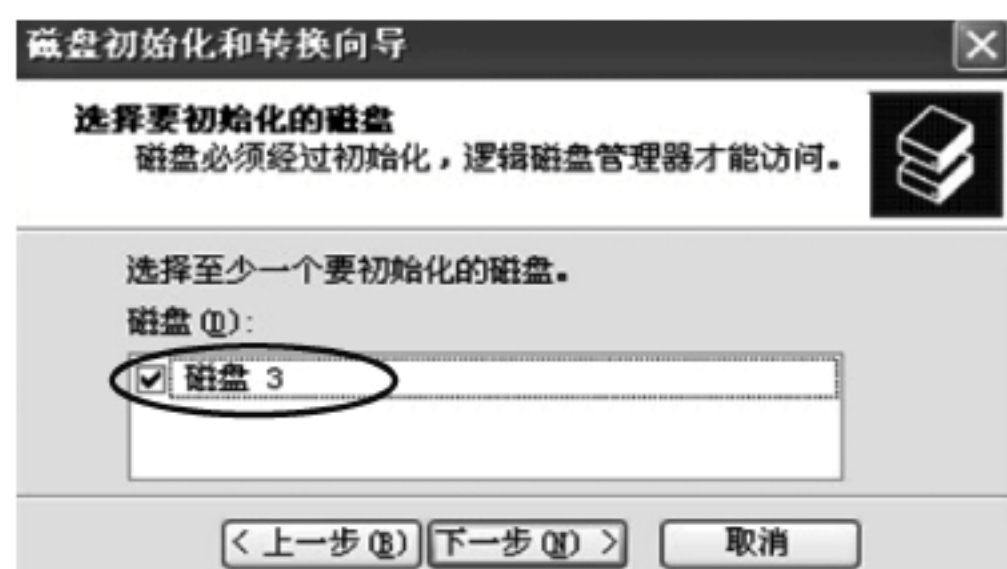 磁盘初始化和转换向导
选择要初始化的磁盘
磁盘必须经过初始化，逻辑磁盘管理器才能访问。
选择至少一个要初始化的磁盘。
磁盘(D):
磁盘 3
< 上一步(B) 下一步(N) > 取消